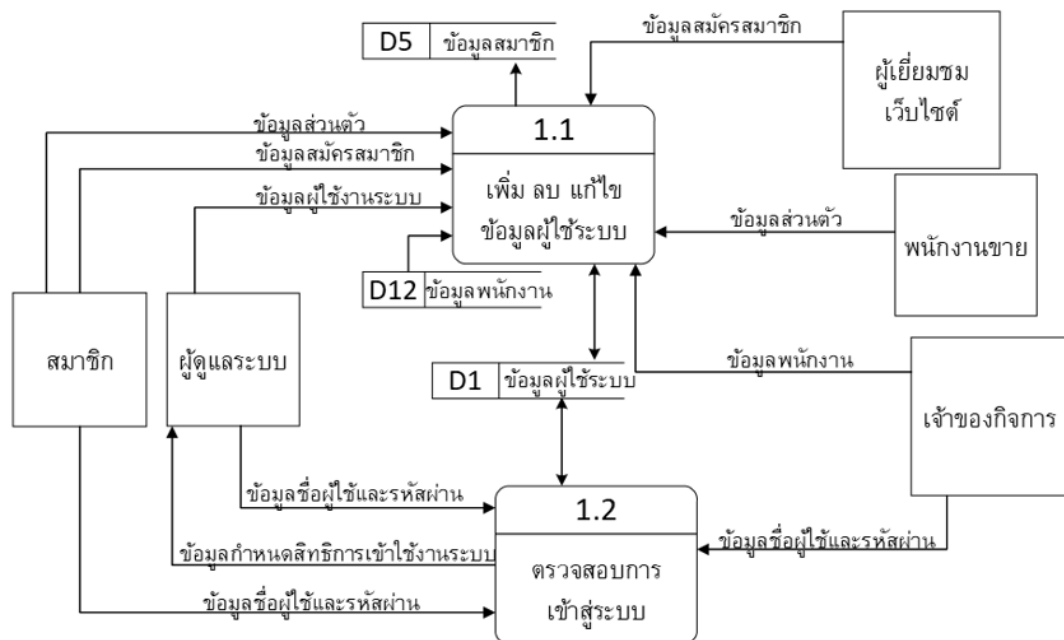 D5 ข้อมูลสมาชิก
ข้อมูลสมัครสมาชิก
ผู้เยี่ยมชม
เว็บไซต์
ข้อมูลส่วนตัว
ข้อมูลสมัครสมาชิก
ข้อมูลผู้ใช้งานระบบ
1.1
เพิ่ม ลบ แก้ไข
ข้อมูลผู้ใช้ระบบ
ข้อมูลส่วนตัว
พนักงานขาย
D12 ข้อมูลพนักงาน
สมาชิก
ผู้ดูแลระบบ
D1 ข้อมูลผู้ใช้ระบบ
ข้อมูลพนักงาน
เจ้าของกิจการ
ข้อมูลชื่อผู้ใช้และรหัสผ่าน
ข้อมูลกำหนดสิทธิการเข้าใช้งานระบบ
ข้อมูลชื่อผู้ใช้และรหัสผ่าน
1.2
ตรวจสอบการ
เข้าสู่ระบบ
ข้อมูลชื่อผู้ใช้และรหัสผ่าน